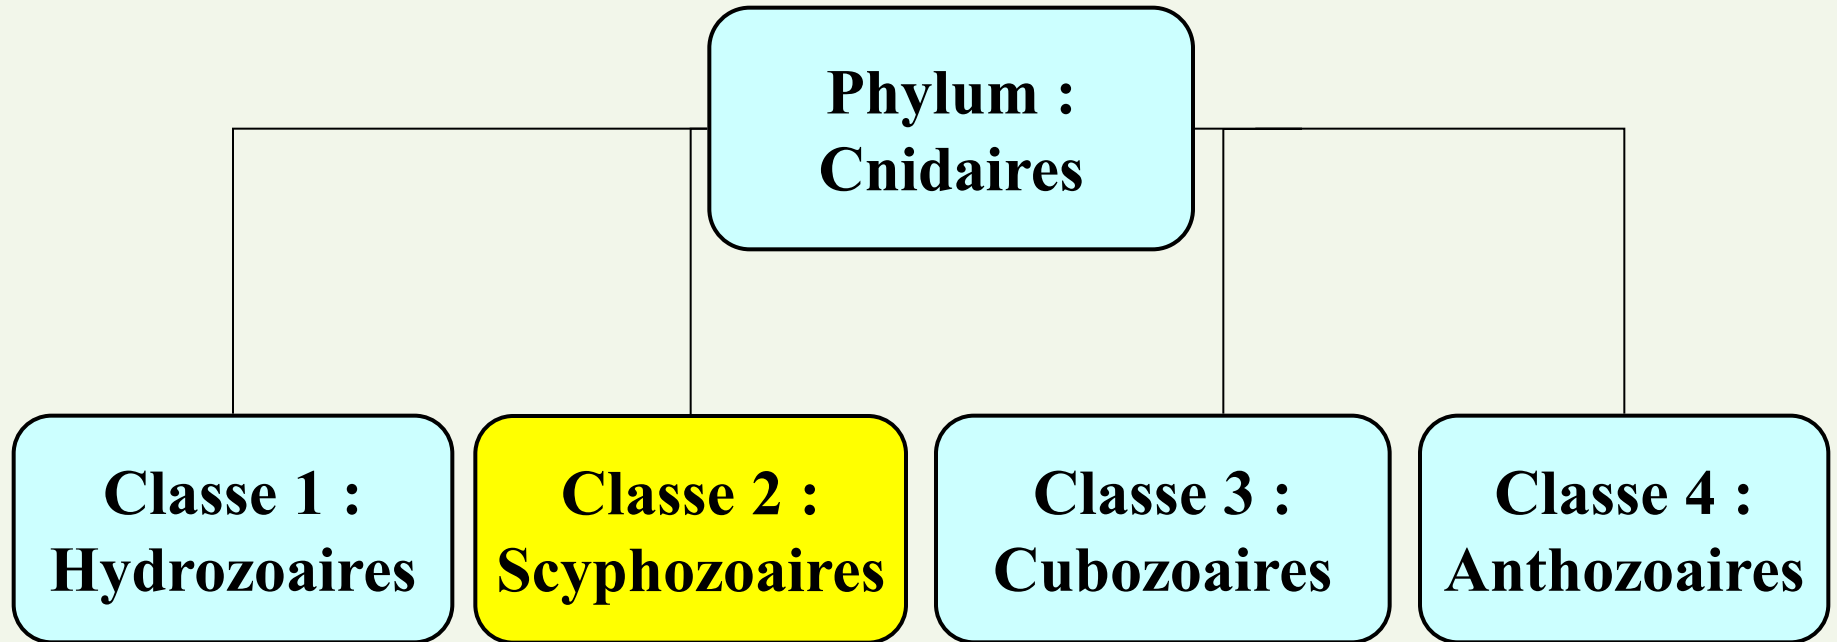 Phylum :
Cnidaires
Classe 1 :
Hydrozoaires
Classe 2 :
Scyphozoaires
Classe 3 :
Cubozoaires
Classe 4 :
Anthozoaires